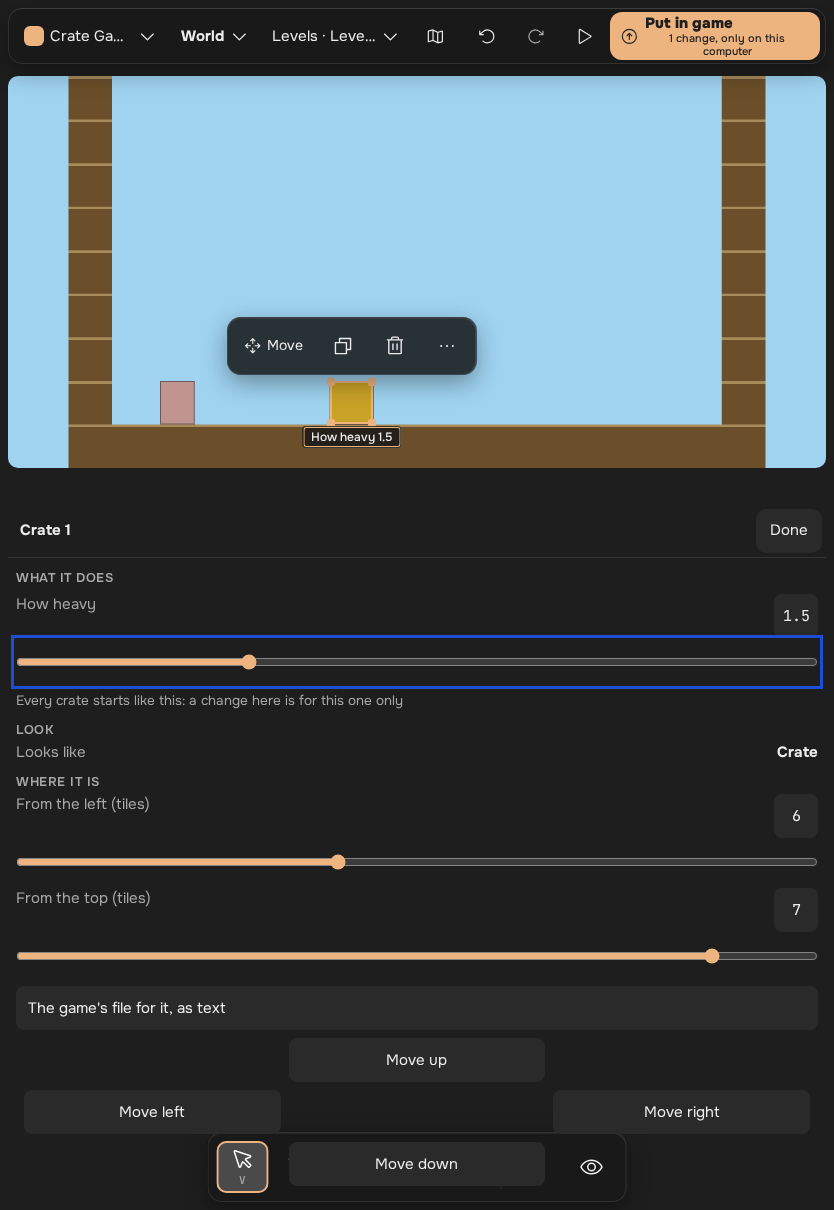 Crate Ga...
World
Levels · Leve...
Put in game
1 change, only on this
computer
Move
...
How heavy 1.5
Crate 1
Done
WHAT IT DOES
How heavy
1.5
Every crate starts like this: a change here is for this one only
LOOK
Looks like
Crate
WHERE IT IS
From the left (tiles)
6
From the top (tiles)
7
The game's file for it, as text
Move up
Move left
Move right
Move down
V